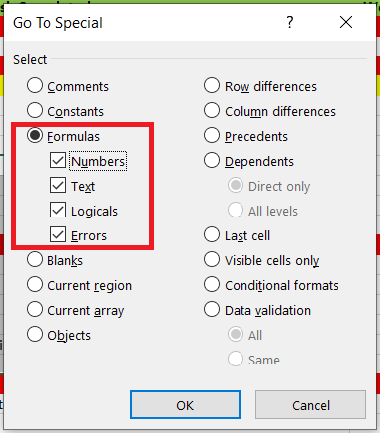 Go To Special
Select
Comments
Constants
Formulas
Numbers
Text
Logicals
Errors
Blanks
Current region
Current array
Objects
Row differences
Column differences
Precedents
Dependents
Direct only
All levels
Last cell
Visible cells only
Conditional formats
Data validation
All
Same
OK
Cancel